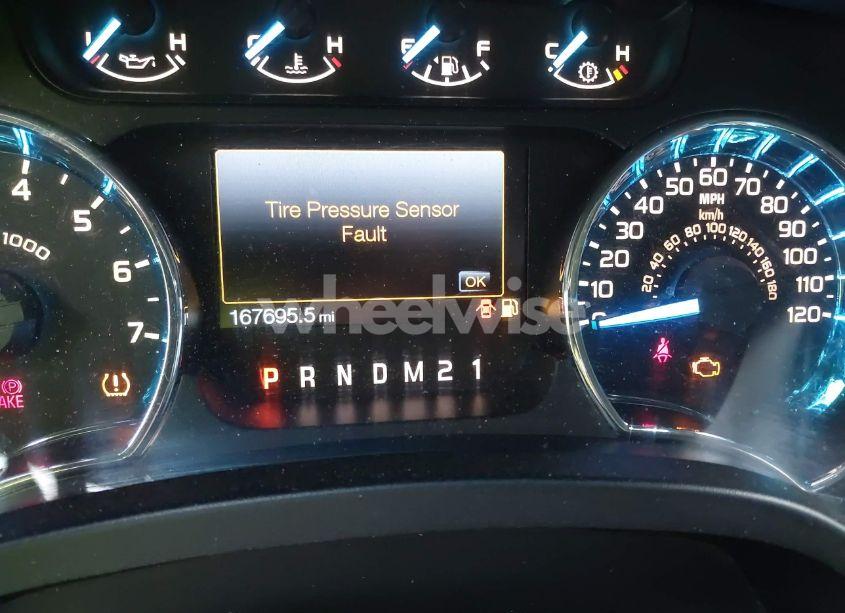 H
C H
E F
C H
4
5
6
7
1000
Tire Pressure Sensor
Fault
OK
167695.5 mi
wheelwise
P R N D M 2 1
BRAKE
0
10
20
30
40
50
60
70
80
90
100
110
120
MPH
km/h
20
40
60
80
100
120
140
160
180